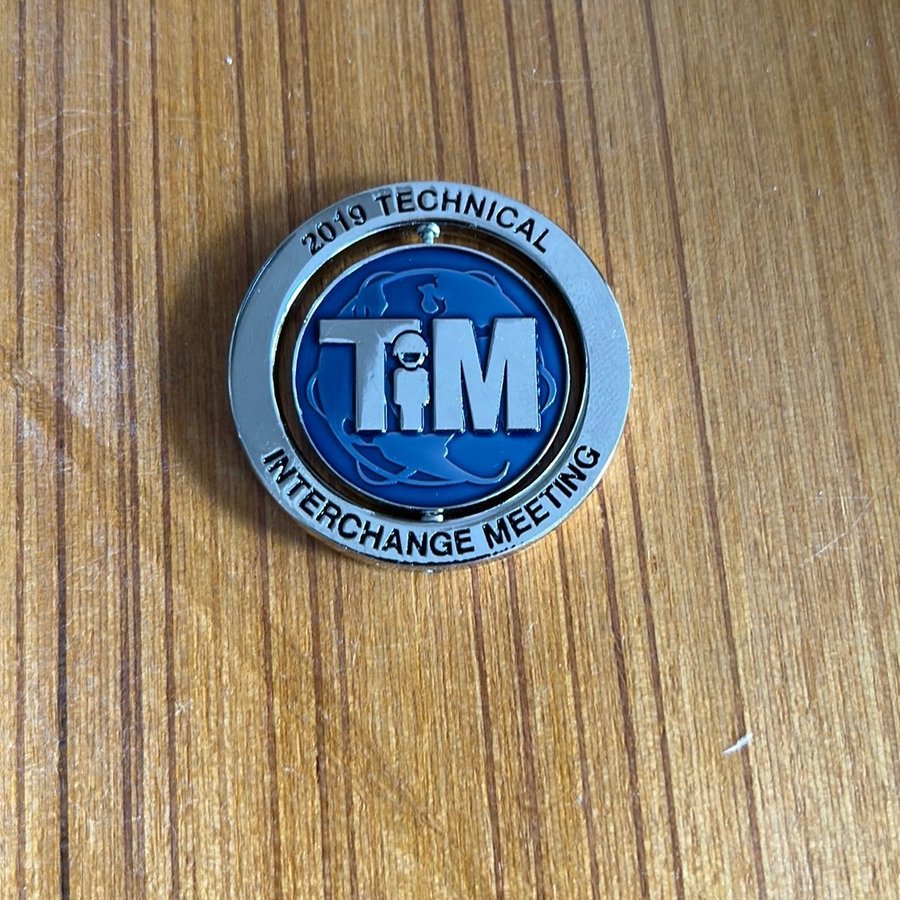 2019 TECHNICAL
TiM
INTERCHANGE MEETING